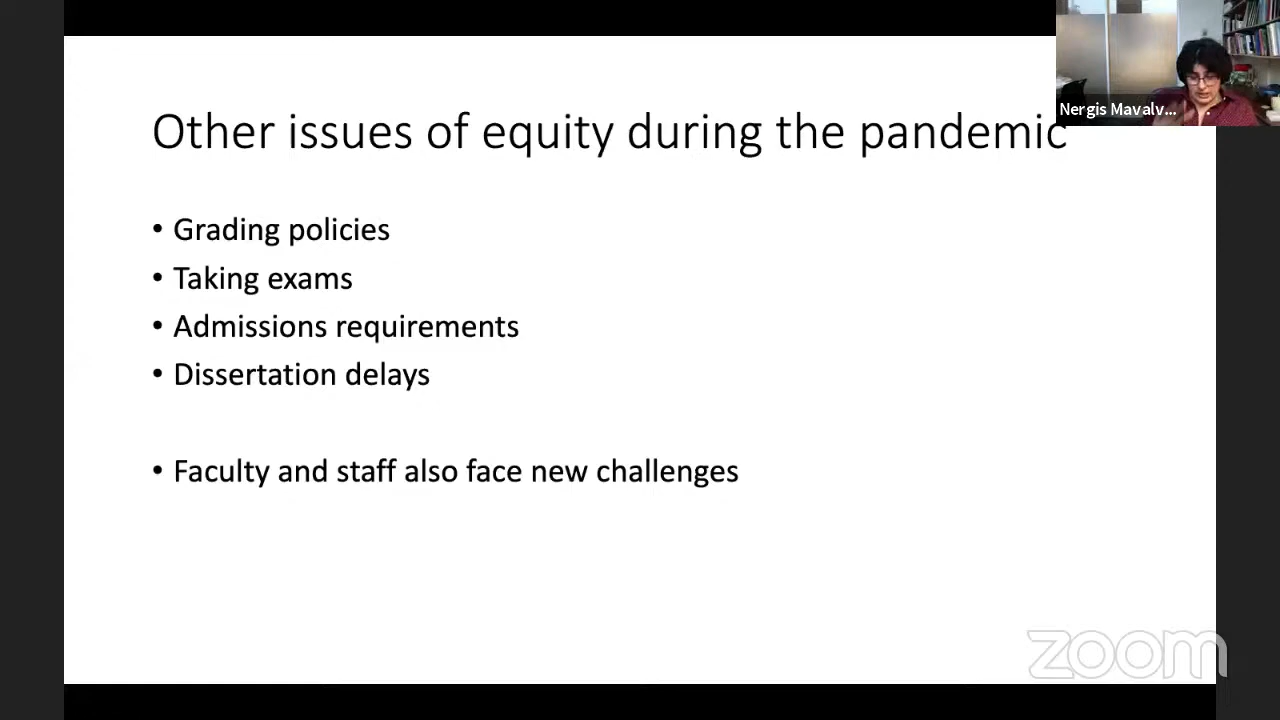 Nergis Mavalv...
Other issues of equity during the pandemic
• Grading policies
• Taking exams
• Admissions requirements
• Dissertation delays
• Faculty and staff also face new challenges
zoom